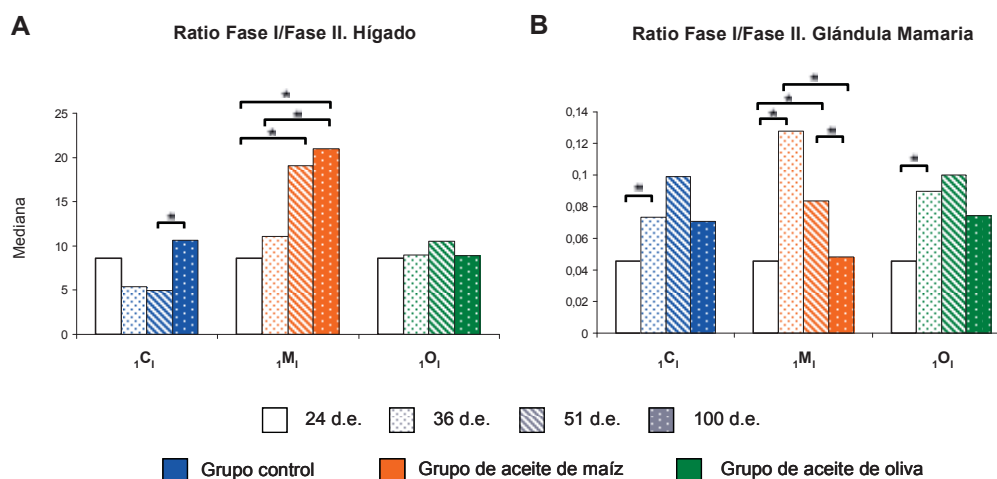 A
Ratio Fase I/Fase II. Hígado
Mediana
25
20
15
10
5
0
*
*
*
*
₁Cᵢ
₁Mᵢ
₁Oᵢ
B
Ratio Fase I/Fase II. Glándula Mamaria
0,14
0,12
0,1
0,08
0,06
0,04
0,02
0
*
*
*
*
*
*
₁Cᵢ
₁Mᵢ
₁Oᵢ
24 d.e. 36 d.e. 51 d.e. 100 d.e.
Grupo control Grupo de aceite de maíz Grupo de aceite de oliva